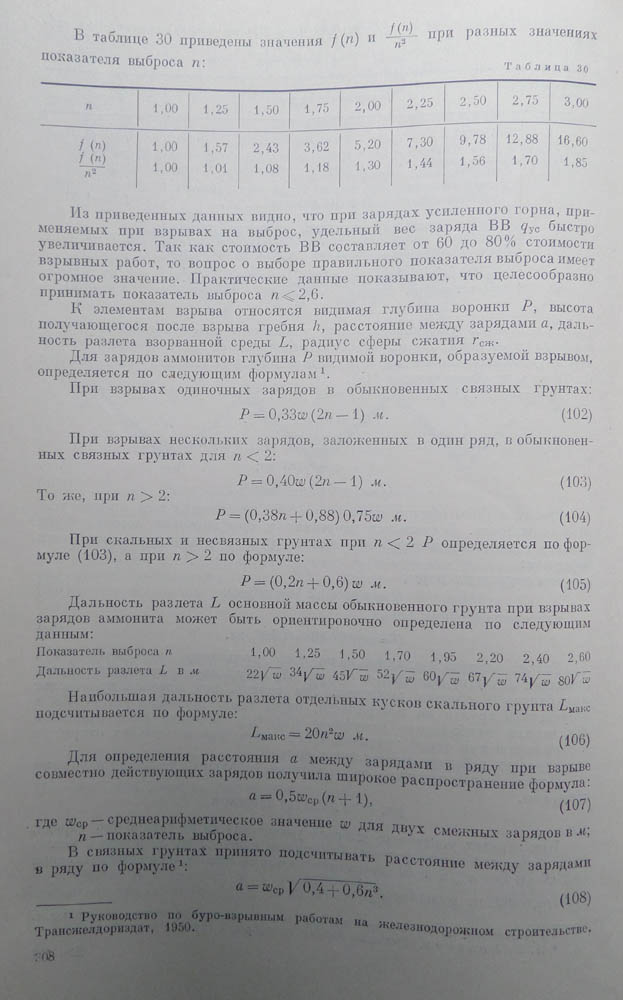 В таблице 30 приведены значения f (n) и f (n)/n² при разных значениях
показателя выброса n:
Таблица 30
n 1,00 1,25 1,50 1,75 2,00 2,25 2,50 2,75 3,00
f (n) 1,00 1,57 2,43 3,62 5,20 7,30 9,78 12,88 16,60
f (n)/n² 1,00 1,01 1,08 1,18 1,30 1,44 1,56 1,70 1,85
Из приведенных данных видно, что при зарядах усиленного горна, при-
меняемых при взрывах на выброс, удельный вес заряда ВВ qус быстро
увеличивается. Так как стоимость ВВ составляет от 60 до 80% стоимости
взрывных работ, то вопрос о выборе правильного показателя выброса имеет
огромное значение. Практические данные показывают, что целесообразно
принимать показатель выброса n < 2,6.
К элементам взрыва относятся видимая глубина воронки P, высота
получающегося после взрыва гребня h, расстояние между зарядами a, даль-
ность разлета взорванной среды L, радиус сферы сжатия rсж.
Для зарядов аммонитов глубина P видимой воронки, образуемой взрывом,
определяется по следующим формулам ¹.
При взрывах одиночных зарядов в обыкновенных связных грунтах:
P = 0,33w (2n — 1) м. (102)
При взрывах нескольких зарядов, заложенных в один ряд, в обыкновен-
ных связных грунтах для n < 2:
P = 0,40w (2n — 1) м. (103)
То же, при n > 2:
P = (0,38n + 0,88) 0,75w м. (104)
При скальных и несвязных грунтах при n < 2 P определяется по фор-
муле (103), а при n > 2 по формуле:
P = (0,2n + 0,6) w м. (105)
Дальность разлета L основной массы обыкновенного грунта при взрывах
зарядов аммонита может быть ориентировочно определена по следующим
данным:
Показатель выброса n 1,00 1,25 1,50 1,70 1,95 2,20 2,40 2,60
Дальность разлета L в м 22√w 34√w 45√w 52√w 60√w 67√w 74√w 80√w
Наибольшая дальность разлета отдельных кусков скального грунта Lмакс
подсчитывается по формуле:
Lмакс = 20n²w м. (106)
Для определения расстояния a между зарядами в ряду при взрыве
совместно действующих зарядов получила широкое распространение формула:
a = 0,5wср (n + 1), (107)
где wср — среднеарифметическое значение w для двух смежных зарядов в м;
n — показатель выброса.
В связных грунтах принято подсчитывать расстояние между зарядами
в ряду по формуле ¹:
a = wср √0,4 + 0,6n³. (108)
¹ Руководство по буро-взрывным работам на железнодорожном строительстве.
Трансжелдориздат, 1950.
208